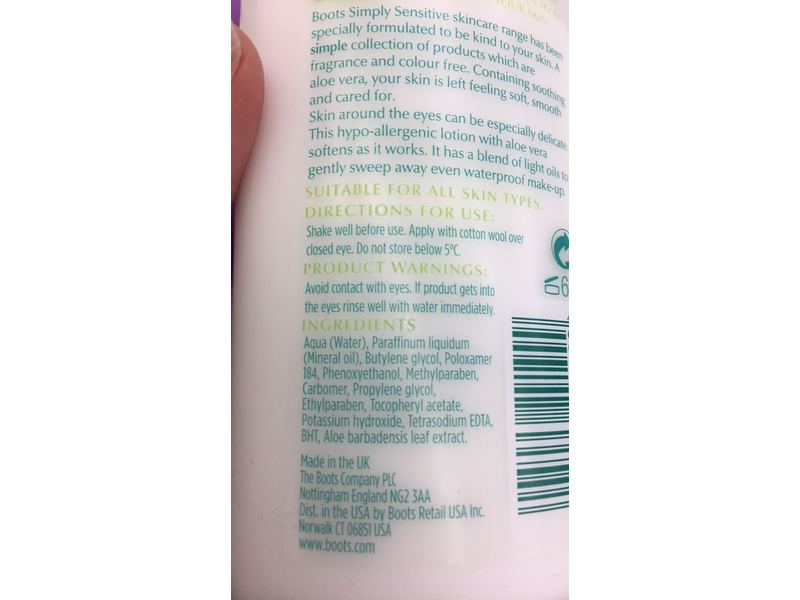 YOUR SKIN
Boots Simply Sensitive skincare range has been
specially formulated to be kind to your skin. A
simple collection of products which are
fragrance and colour free. Containing soothing
aloe vera, your skin is left feeling soft, smooth
and cared for.
Skin around the eyes can be especially delicate.
This hypo-allergenic lotion with aloe vera
softens as it works. It has a blend of light oils to
gently sweep away even waterproof make-up.
SUITABLE FOR ALL SKIN TYPES.
DIRECTIONS FOR USE:
Shake well before use. Apply with cotton wool over
closed eye. Do not store below 5°C.
PRODUCT WARNINGS:
Avoid contact with eyes. If product gets into
the eyes rinse well with water immediately.
6
INGREDIENTS
Aqua (Water), Paraffinum liquidum
(Mineral oil), Butylene glycol, Poloxamer
184, Phenoxyethanol, Methylparaben,
Carbomer, Propylene glycol,
Ethylparaben, Tocopheryl acetate,
Potassium hydroxide, Tetrasodium EDTA,
BHT, Aloe barbadensis leaf extract.
Made in the UK
The Boots Company PLC
Nottingham England NG2 3AA
Dist. in the USA by Boots Retail USA Inc.
Norwalk CT 06851 USA
www.boots.com